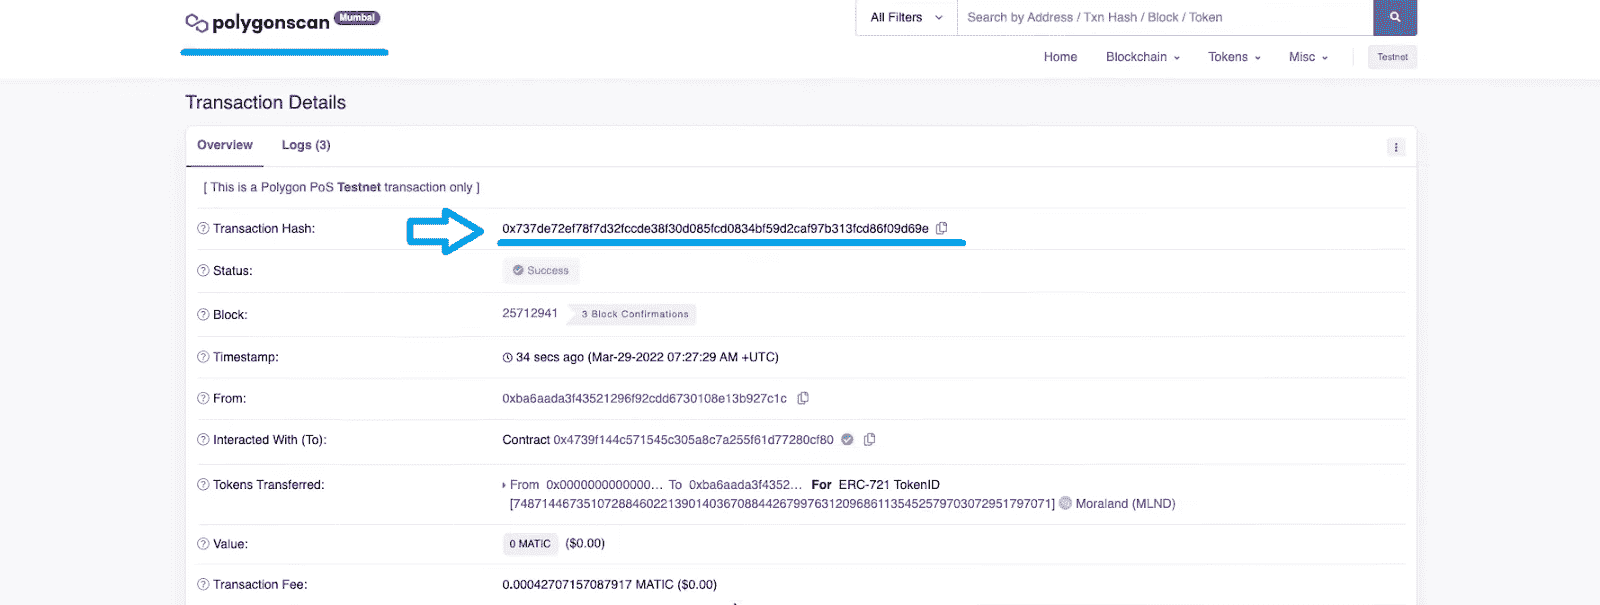 polygonscan Mumbai
All Filters Search by Address / Txn Hash / Block / Token
Home Blockchain Tokens Misc Testnet
Transaction Details
Overview Logs (3)
[ This is a Polygon PoS Testnet transaction only ]
Transaction Hash: 0x737de72ef78f7d32fccde38f30d085fcd0834bf59d2caf97b313fcd86f09d69e
Status: Success
Block: 25712941 3 Block Confirmations
Timestamp: 34 secs ago (Mar-29-2022 07:27:29 AM +UTC)
From: 0xba6aada3f43521296f92cdd6730108e13b927c1c
Interacted With (To): Contract 0x4739f144c571545c305a8c7a255f61d77280cf80
Tokens Transferred: From 0x0000000000000... To 0xba6aada3f4352... For ERC-721 TokenID
[74871446735107288460221390140367088442679976312096861135452579703072951797071] Moraland (MLND)
Value: 0 MATIC ($0.00)
Transaction Fee: 0.00042707157087917 MATIC ($0.00)